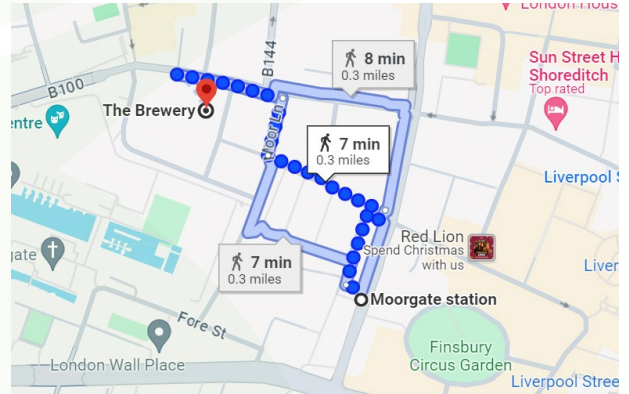 London House
B144
8 min
0.3 miles
Sun Street H
Shoreditch
Top rated
B100
The Brewery
entre
Moor Ln
7 min
0.3 miles
Liverpool S
Red Lion
Spend Christmas
with us
gate
7 min
0.3 miles
Liver
Moorgate station
Fore St
London Wall Place
Finsbury
Circus Garden
Liverpool Stree